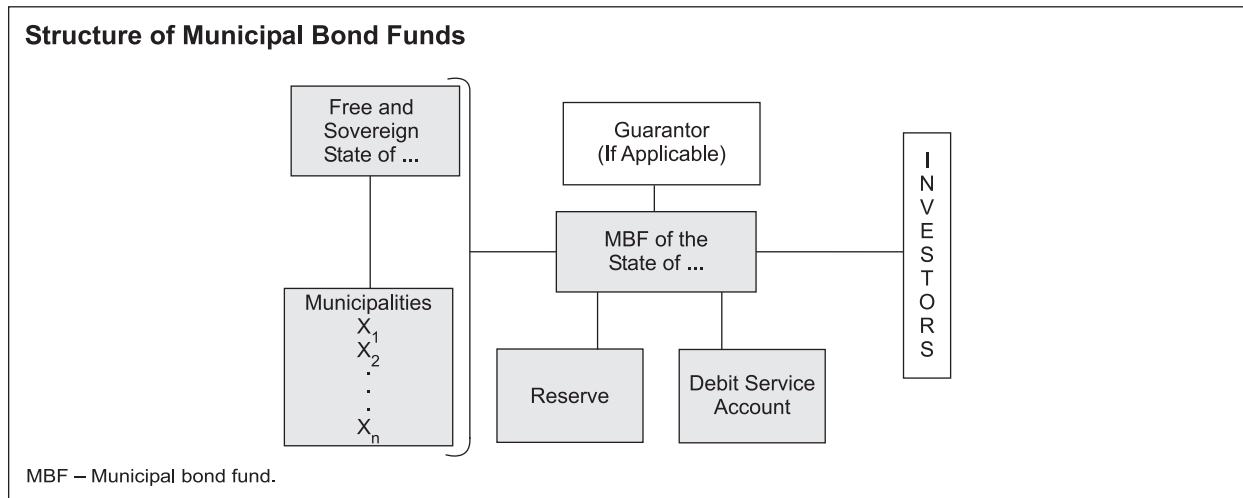 Structure of Municipal Bond Funds
Free and
Sovereign
State of ...
Municipalities
X1
X2
.
.
.
Xn
Guarantor
(If Applicable)
MBF of the
State of ...
Reserve
Debit Service
Account
I
N
V
E
S
T
O
R
S
MBF – Municipal bond fund.